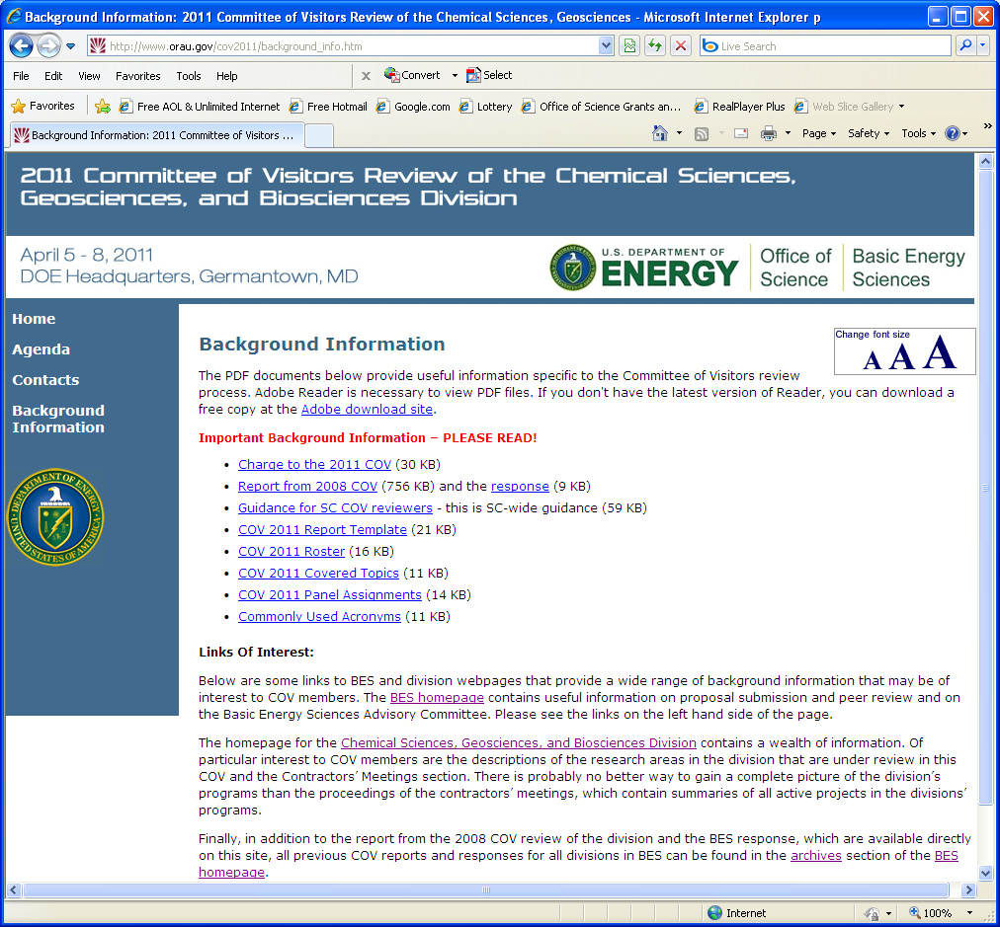 Background Information: 2011 Committee of Visitors Review of the Chemical Sciences, Geosciences - Microsoft Internet Explorer p
http://www.orau.gov/cov2011/background_info.htm
Live Search
File Edit View Favorites Tools Help
Convert Select
Favorites Free AOL & Unlimited Internet Free Hotmail Google.com Lottery Office of Science Grants an... RealPlayer Plus Web Slice Gallery
Background Information: 2011 Committee of Visitors ...
Page Safety Tools
2011 Committee of Visitors Review of the Chemical Sciences,
Geosciences, and Biosciences Division
April 5 - 8, 2011
DOE Headquarters, Germantown, MD
U.S. DEPARTMENT OF
ENERGY
Office of
Science
Basic Energy
Sciences
Home
Agenda
Contacts
Background
Information
DEPARTMENT OF ENERGY
UNITED STATES OF AMERICA
Change font size
A A A
Background Information
The PDF documents below provide useful information specific to the Committee of Visitors review
process. Adobe Reader is necessary to view PDF files. If you don't have the latest version of Reader, you can download a
free copy at the Adobe download site.
Important Background Information – PLEASE READ!
• Charge to the 2011 COV (30 KB)
• Report from 2008 COV (756 KB) and the response (9 KB)
• Guidance for SC COV reviewers - this is SC-wide guidance (59 KB)
• COV 2011 Report Template (21 KB)
• COV 2011 Roster (16 KB)
• COV 2011 Covered Topics (11 KB)
• COV 2011 Panel Assignments (14 KB)
• Commonly Used Acronyms (11 KB)
Links Of Interest:
Below are some links to BES and division webpages that provide a wide range of background information that may be of
interest to COV members. The BES homepage contains useful information on proposal submission and peer review and on
the Basic Energy Sciences Advisory Committee. Please see the links on the left hand side of the page.
The homepage for the Chemical Sciences, Geosciences, and Biosciences Division contains a wealth of information. Of
particular interest to COV members are the descriptions of the research areas in the division that are under review in this
COV and the Contractors´ Meetings section. There is probably no better way to gain a complete picture of the division´s
programs than the proceedings of the contractors´ meetings, which contain summaries of all active projects in the divisions´
programs.
Finally, in addition to the report from the 2008 COV review of the division and the BES response, which are available directly
on this site, all previous COV reports and responses for all divisions in BES can be found in the archives section of the BES
homepage.
Internet
100%